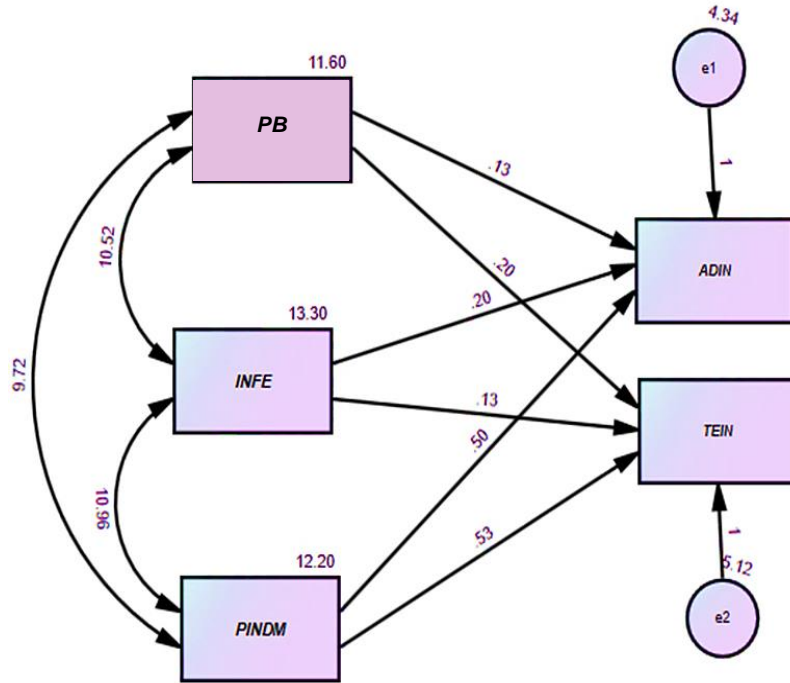 4.34
e1
1
11.60
PB
.13
.20
ADIN
10.52
13.30
INFE
.20
.13
9.72
.50
TEIN
10.96
.53
1
5.12
12.20
PINDM
e2